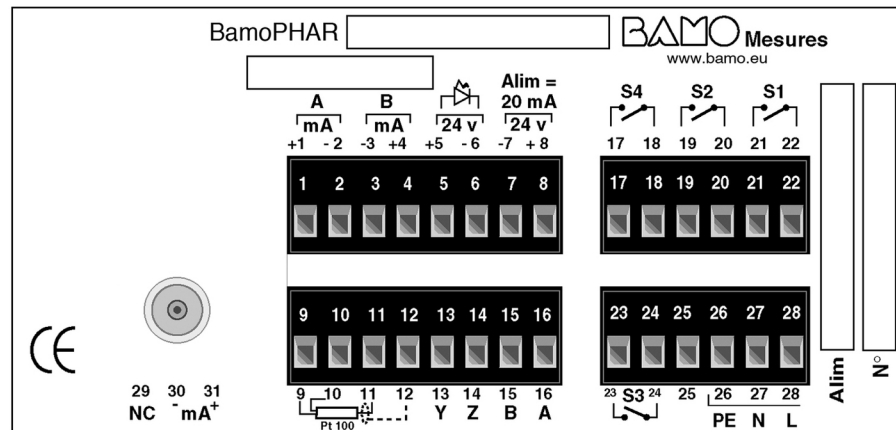 BamoPHAR BAMO Mesures
www.bamo.eu
A B Alim =
20 mA S4 S2 S1
mA mA 24 v 24 v
+1 - 2 -3 +4 +5 - 6 -7 + 8 17 18 19 20 21 22
1 2 3 4 5 6 7 8 17 18 19 20 21 22
9 10 11 12 13 14 15 16 23 24 25 26 27 28
29 30 31 9 10 11 12 13 14 15 16 23 S3 24 25 26 27 28
NC - mA + Pt 100 Y Z B A PE N L
Alim
N°
CE